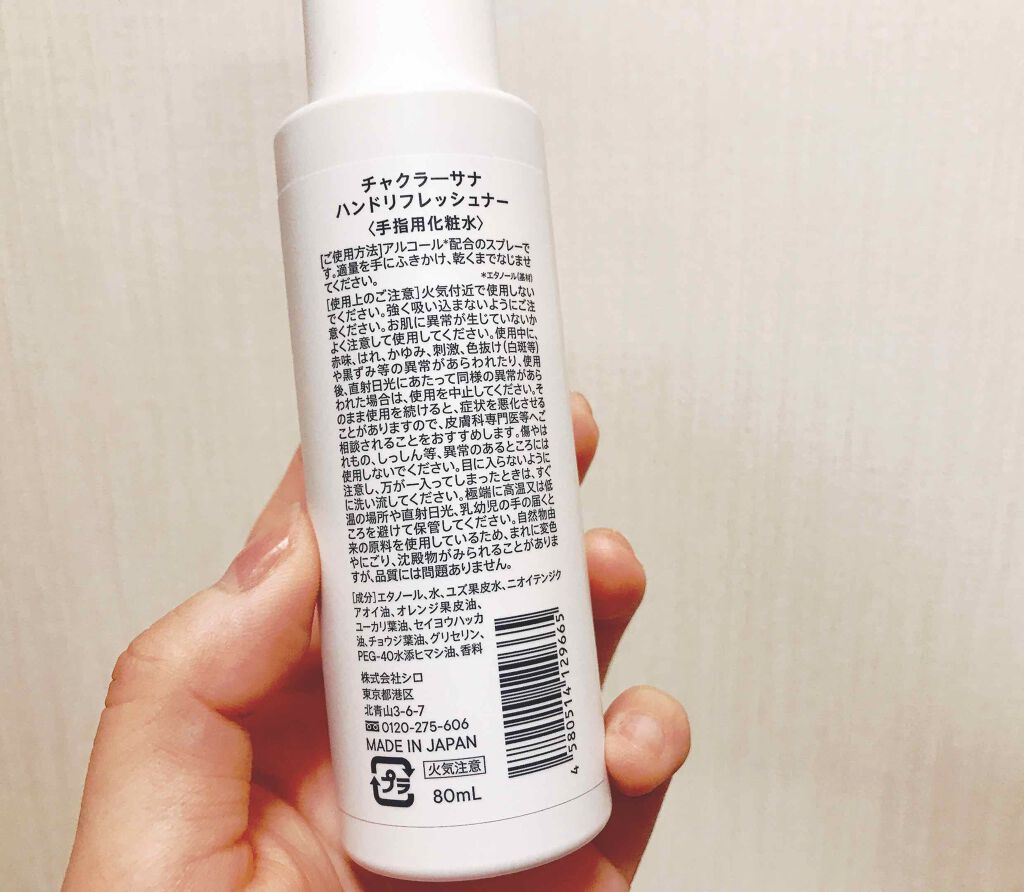 チャクラーサナ
ハンドリフレッシュナー
〈手指用化粧水〉
[ご使用方法]アルコール*配合のスプレーで
す。適量を手にふきかけ、乾くまでなじませ
てください。
*エタノール(基材)
[使用上のご注意]火気付近で使用しない
でください。強く吸い込まないようにご注
意ください。お肌に異常が生じていないか
よく注意して使用してください。使用中に、
赤味、はれ、かゆみ、刺激、色抜け(白斑等)
や黒ずみ等の異常があらわれたり、使用
後、直射日光にあたって同様の異常があら
われた場合は、使用を中止してください。そ
のまま使用を続けると、症状を悪化させる
ことがありますので、皮膚科専門医等へご
相談されることをおすすめします。傷やは
れもの、しっしん等、異常のあるところには
使用しないでください。目に入らないように
注意し、万が一入ってしまったときは、すぐ
に洗い流してください。極端に高温又は低
温の場所や直射日光、乳幼児の手の届くと
ころを避けて保管してください。自然物由
来の原料を使用しているため、まれに変色
やにごり、沈殿物がみられることがありま
すが、品質には問題ありません。
[成分]エタノール、水、ユズ果皮水、ニオイテンジク
アオイ油、オレンジ果皮油、
ユーカリ葉油、セイヨウハッカ
油、チョウジ葉油、グリセリン、
PEG-40水添ヒマシ油、香料
株式会社シロ
東京都港区
北青山3-6-7
0120-275-606
MADE IN JAPAN
プラ
火気注意
80mL
4580514129665